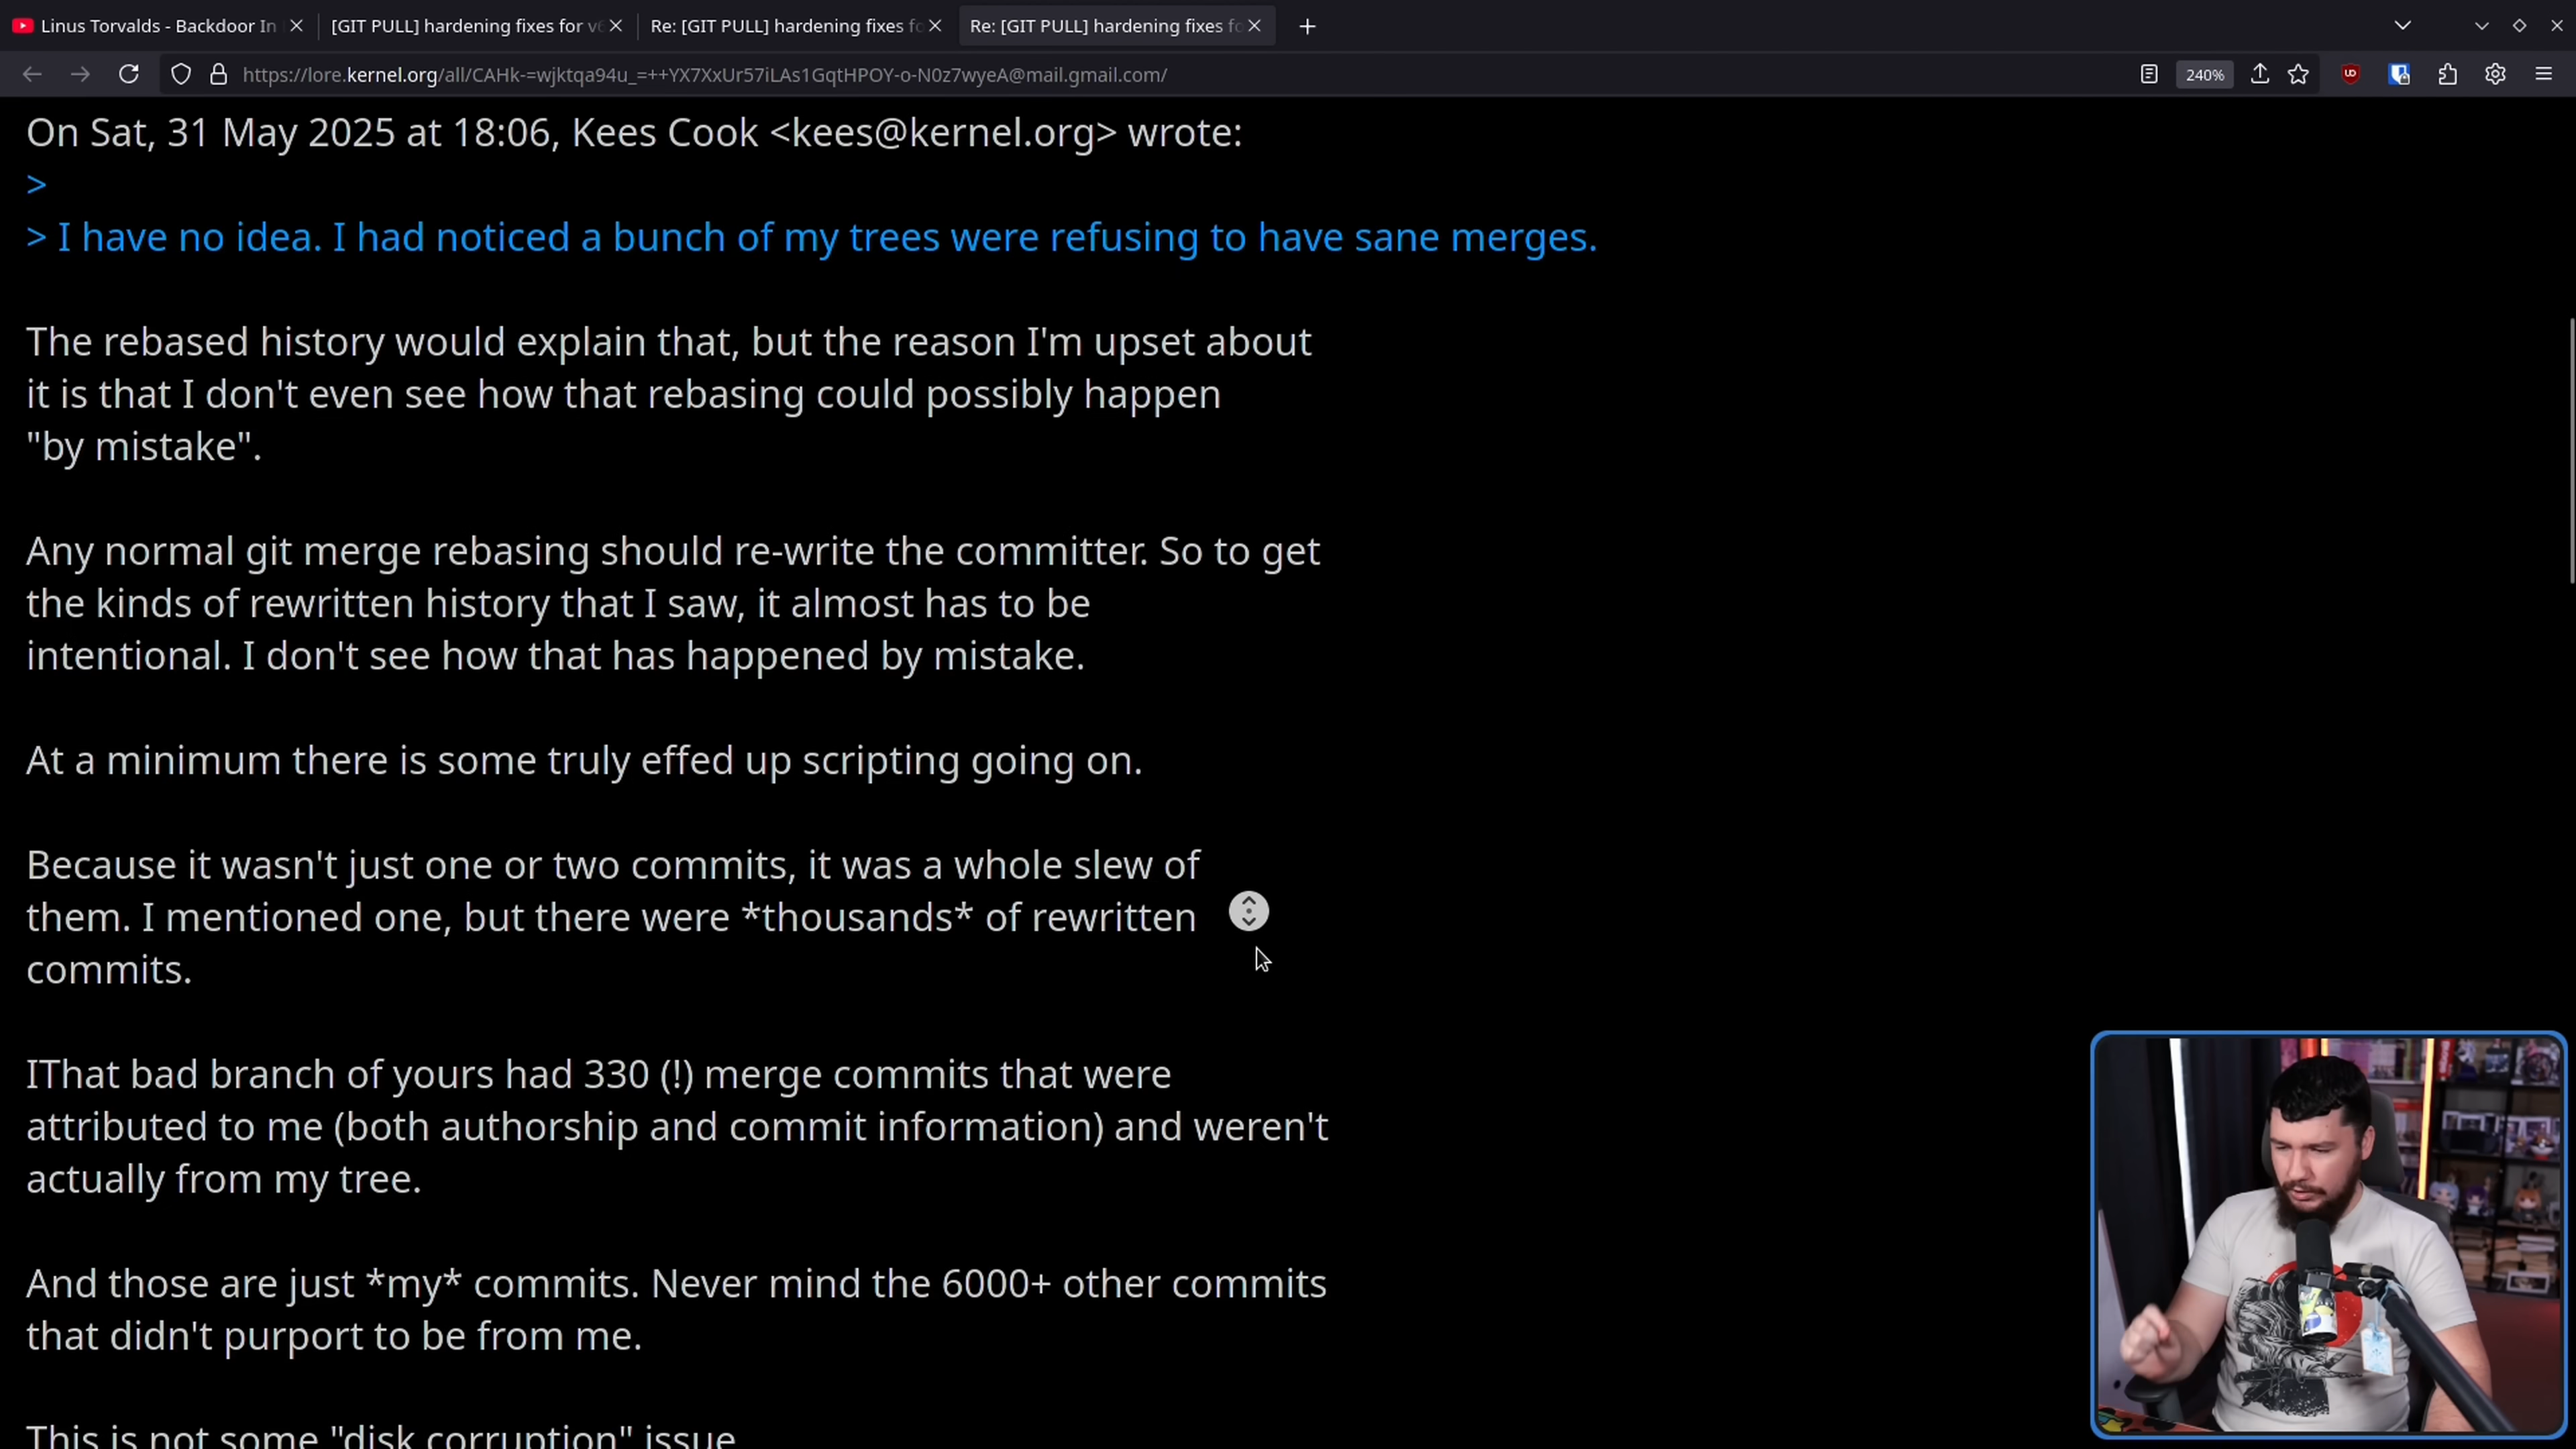 Linus Torvalds - Backdoor In
[GIT PULL] hardening fixes for v6
Re: [GIT PULL] hardening fixes fo
Re: [GIT PULL] hardening fixes fo
https://lore.kernel.org/all/CAHk-=wjktqa94u_=++YX7XxUr57iLAs1GqtHPOY-o-N0z7wyeA@mail.gmail.com/
240%
On Sat, 31 May 2025 at 18:06, Kees Cook <kees@kernel.org> wrote:
>
> I have no idea. I had noticed a bunch of my trees were refusing to have sane merges.
The rebased history would explain that, but the reason I'm upset about
it is that I don't even see how that rebasing could possibly happen
"by mistake".
Any normal git merge rebasing should re-write the committer. So to get
the kinds of rewritten history that I saw, it almost has to be
intentional. I don't see how that has happened by mistake.
At a minimum there is some truly effed up scripting going on.
Because it wasn't just one or two commits, it was a whole slew of
them. I mentioned one, but there were *thousands* of rewritten
commits.
IThat bad branch of yours had 330 (!) merge commits that were
attributed to me (both authorship and commit information) and weren't
actually from my tree.
And those are just *my* commits. Never mind the 6000+ other commits
that didn't purport to be from me.
This is not some "disk corruption" issue